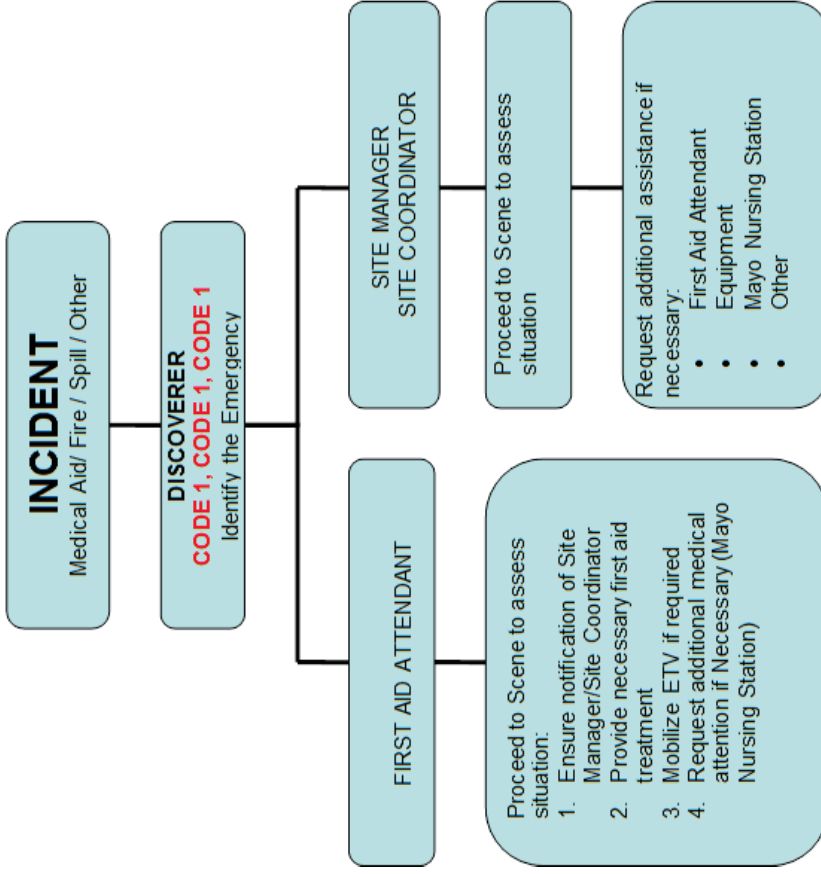 INCIDENT
Medical Aid/ Fire / Spill / Other
DISCOVERER
CODE 1, CODE 1, CODE 1
Identify the Emergency
FIRST AID ATTENDANT
Proceed to Scene to assess
situation:
1. Ensure notification of Site
Manager/Site Coordinator
2. Provide necessary first aid
treatment
3. Mobilize ETV if required
4. Request additional medical
attention if Necessary (Mayo
Nursing Station)
SITE MANAGER
SITE COORDINATOR
Proceed to Scene to assess
situation
Request additional assistance if
necessary:
• First Aid Attendant
• Equipment
• Mayo Nursing Station
• Other